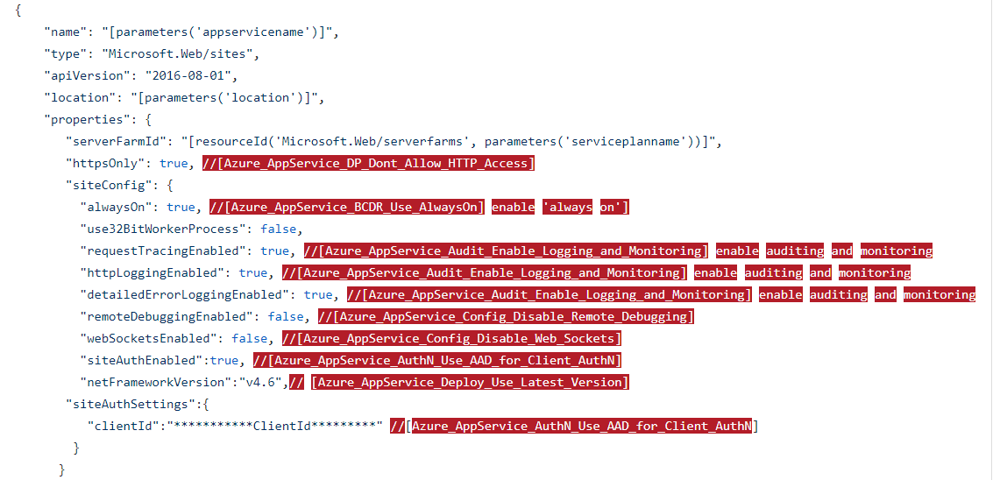 {
"name": "[parameters('appservicename')]",
"type": "Microsoft.Web/sites",
"apiVersion": "2016-08-01",
"location": "[parameters('location')]",
"properties": {
"serverFarmId": "[resourceId('Microsoft.Web/serverfarms', parameters('serviceplanname'))]",
"httpsOnly": true, //[Azure_AppService_DP_Dont_Allow_HTTP_Access]
"siteConfig": {
"alwaysOn": true, //[Azure_AppService_BCDR_Use_AlwaysOn] enable 'always on']
"use32BitWorkerProcess": false,
"requestTracingEnabled": true, //[Azure_AppService_Audit_Enable_Logging_and_Monitoring] enable auditing and monitoring
"httpLoggingEnabled": true, //[Azure_AppService_Audit_Enable_Logging_and_Monitoring] enable auditing and monitoring
"detailedErrorLoggingEnabled": true, //[Azure_AppService_Audit_Enable_Logging_and_Monitoring] enable auditing and monitoring
"remoteDebuggingEnabled": false, //[Azure_AppService_Config_Disable_Remote_Debugging]
"webSocketsEnabled": false, //[Azure_AppService_Config_Disable_Web_Sockets]
"siteAuthEnabled":true, //[Azure_AppService_AuthN_Use_AAD_for_Client_AuthN]
"netFrameworkVersion":"v4.6",// [Azure_AppService_Deploy_Use_Latest_Version]
"siteAuthSettings":{
"clientId":"***********ClientId*********" //[Azure_AppService_AuthN_Use_AAD_for_Client_AuthN]
}
}